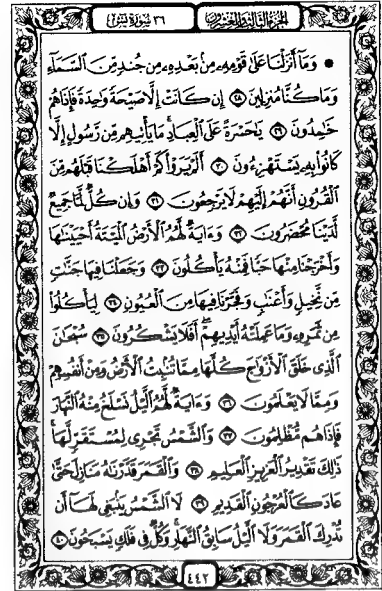 الجزء الثالث والعشرون ٣٦ سورة يس
۞ وَمَآ أَنزَلْنَا عَلَىٰ قَوْمِهِۦ مِنۢ بَعْدِهِۦ مِن جُندٍ مِّنَ ٱلسَّمَآءِ
وَمَا كُنَّا مُنزِلِينَ ٢٨ إِن كَانَتْ إِلَّا صَيْحَةً وَٰحِدَةً فَإِذَا هُمْ
خَٰمِدُونَ ٢٩ يَٰحَسْرَةً عَلَى ٱلْعِبَادِ مَا يَأْتِيهِم مِّن رَّسُولٍ إِلَّا
كَانُوا۟ بِهِۦ يَسْتَهْزِءُونَ ٣٠ أَلَمْ يَرَوْا۟ كَمْ أَهْلَكْنَا قَبْلَهُم مِّنَ
ٱلْقُرُونِ أَنَّهُمْ إِلَيْهِمْ لَا يَرْجِعُونَ ٣١ وَإِن كُلٌّ لَّمَّا جَمِيعٌ
لَّدَيْنَا مُحْضَرُونَ ٣٢ وَءَايَةٌ لَّهُمُ ٱلْأَرْضُ ٱلْمَيْتَةُ أَحْيَيْنَٰهَا
وَأَخْرَجْنَا مِنْهَا حَبًّا فَمِنْهُ يَأْكُلُونَ ٣٣ وَجَعَلْنَا فِيهَا جَنَّٰتٍ
مِّن نَّخِيلٍ وَأَعْنَٰبٍ وَفَجَّرْنَا فِيهَا مِنَ ٱلْعُيُونِ ٣٤ لِيَأْكُلُوا۟
مِن ثَمَرِهِۦ وَمَا عَمِلَتْهُ أَيْدِيهِمْ أَفَلَا يَشْكُرُونَ ٣٥ سُبْحَٰنَ
ٱلَّذِى خَلَقَ ٱلْأَزْوَٰجَ كُلَّهَا مِمَّا تُنۢبِتُ ٱلْأَرْضُ وَمِنْ أَنفُسِهِمْ
وَمِمَّا لَا يَعْلَمُونَ ٣٦ وَءَايَةٌ لَّهُمُ ٱلَّيْلُ نَسْلَخُ مِنْهُ ٱلنَّهَارَ
فَإِذَا هُم مُّظْلِمُونَ ٣٧ وَٱلشَّمْسُ تَجْرِى لِمُسْتَقَرٍّ لَّهَا
ذَٰلِكَ تَقْدِيرُ ٱلْعَزِيزِ ٱلْعَلِيمِ ٣٨ وَٱلْقَمَرَ قَدَّرْنَٰهُ مَنَازِلَ حَتَّىٰ
عَادَ كَٱلْعُرْجُونِ ٱلْقَدِيمِ ٣٩ لَا ٱلشَّمْسُ يَنۢبَغِى لَهَآ أَن
تُدْرِكَ ٱلْقَمَرَ وَلَا ٱلَّيْلُ سَابِقُ ٱلنَّهَارِ وَكُلٌّ فِى فَلَكٍ يَسْبَحُونَ ٤٠
٤٤٢